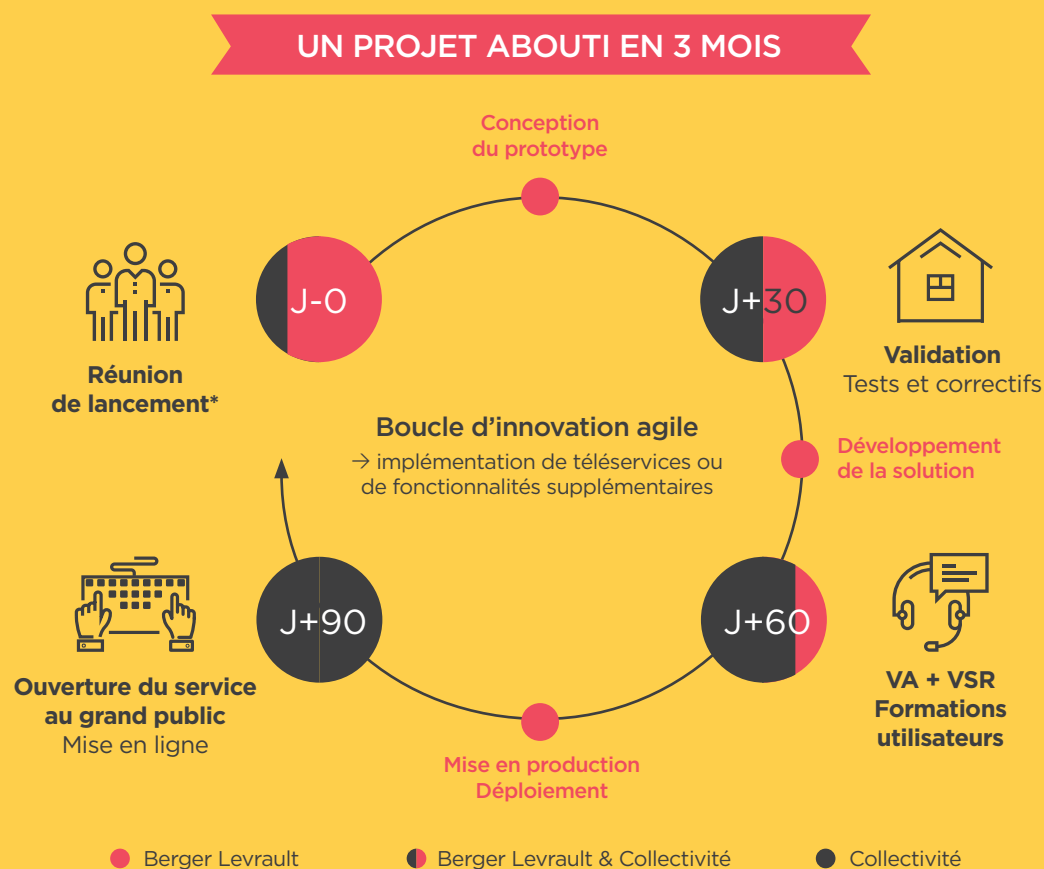 UN PROJET ABOUTI EN 3 MOIS
Conception
du prototype
J-0
Réunion
de lancement*
J+30
Validation
Tests et correctifs
Boucle d’innovation agile
→ implémentation de téléservices ou
de fonctionnalités supplémentaires
Développement
de la solution
J+60
VA + VSR
Formations
utilisateurs
J+90
Ouverture du service
au grand public
Mise en ligne
Mise en production
Déploiement
Berger Levrault
Berger Levrault & Collectivité
Collectivité